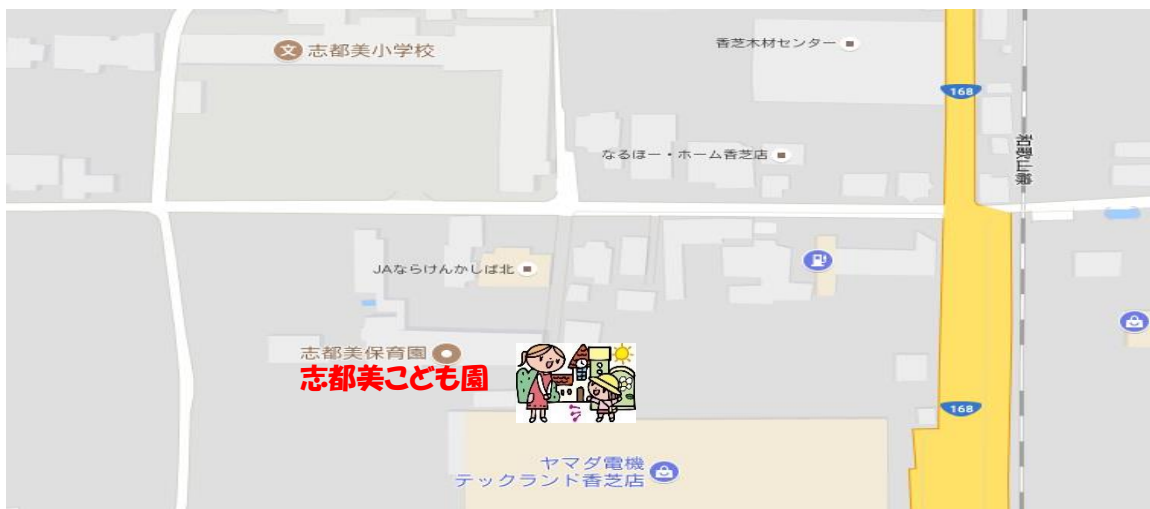 志都美小学校
香芝木材センター
168
なるほー・ホーム香芝店
和歌山線
JAならけんかしば北
志都美保育園
志都美こども園
168
ヤマダ電機
テックランド香芝店